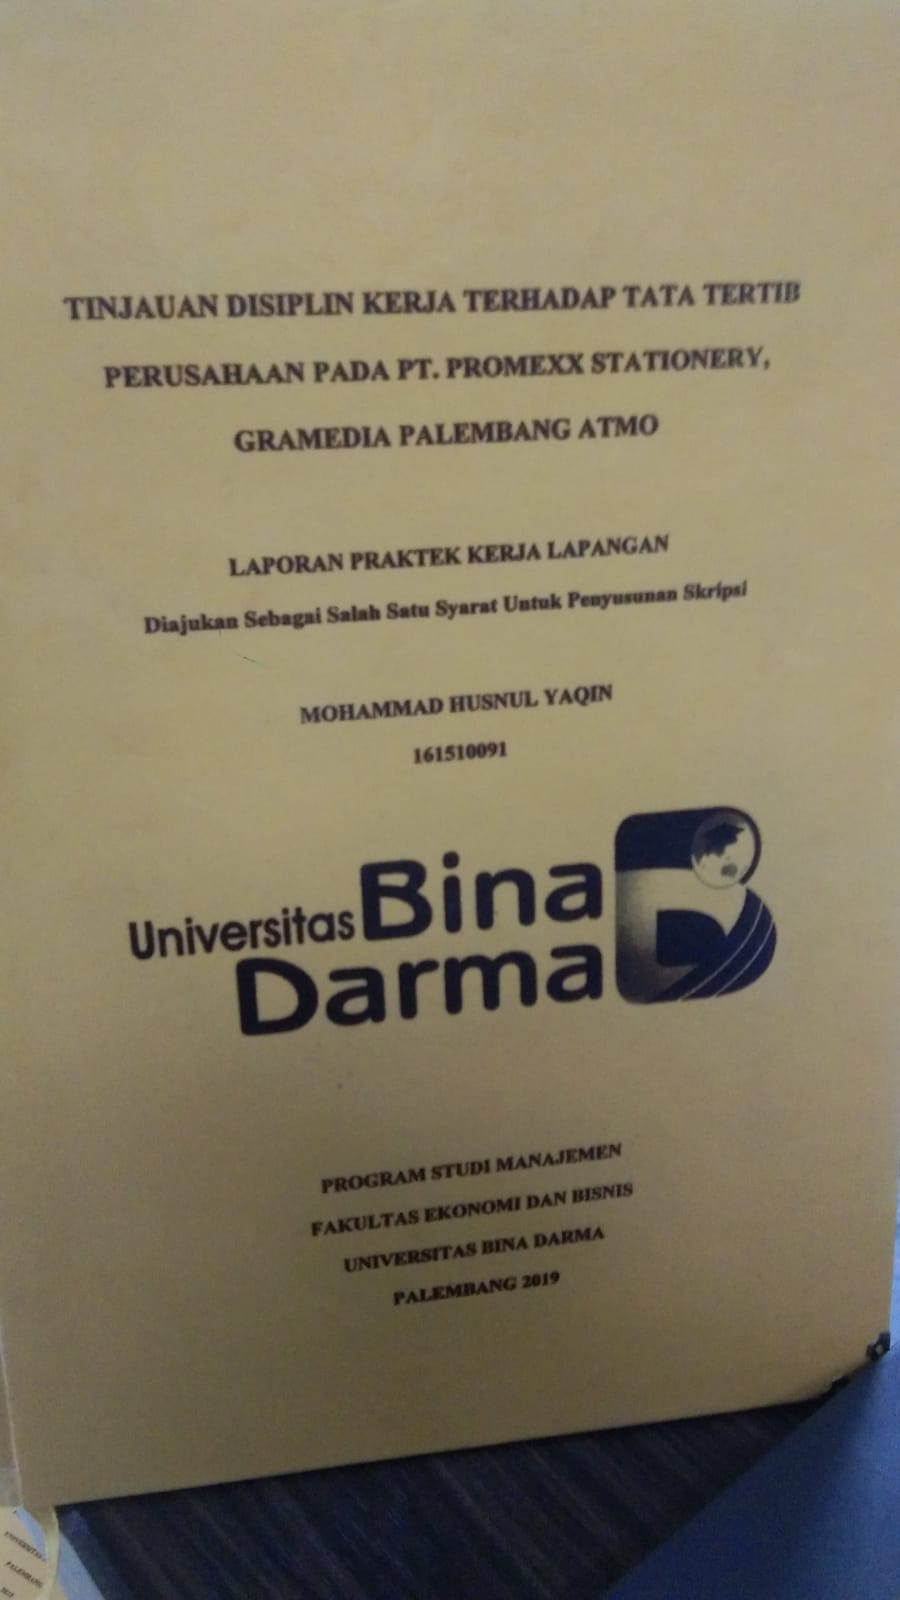 TINJAUAN DISIPLIN KERJA TERHADAP TATA TERTIB
PERUSAHAAN PADA PT. PROMEXX STATIONERY,
GRAMEDIA PALEMBANG ATMO
LAPORAN PRAKTEK KERJA LAPANGAN
Diajukan Sebagai Salah Satu Syarat Untuk Penyusunan Skripsi
MOHAMMAD HUSNUL YAQIN
161510091
Universitas Bina
Darma
PROGRAM STUDI MANAJEMEN
FAKULTAS EKONOMI DAN BISNIS
UNIVERSITAS BINA DARMA
PALEMBANG 2019
UNIVERSITAS
PALEMBANG